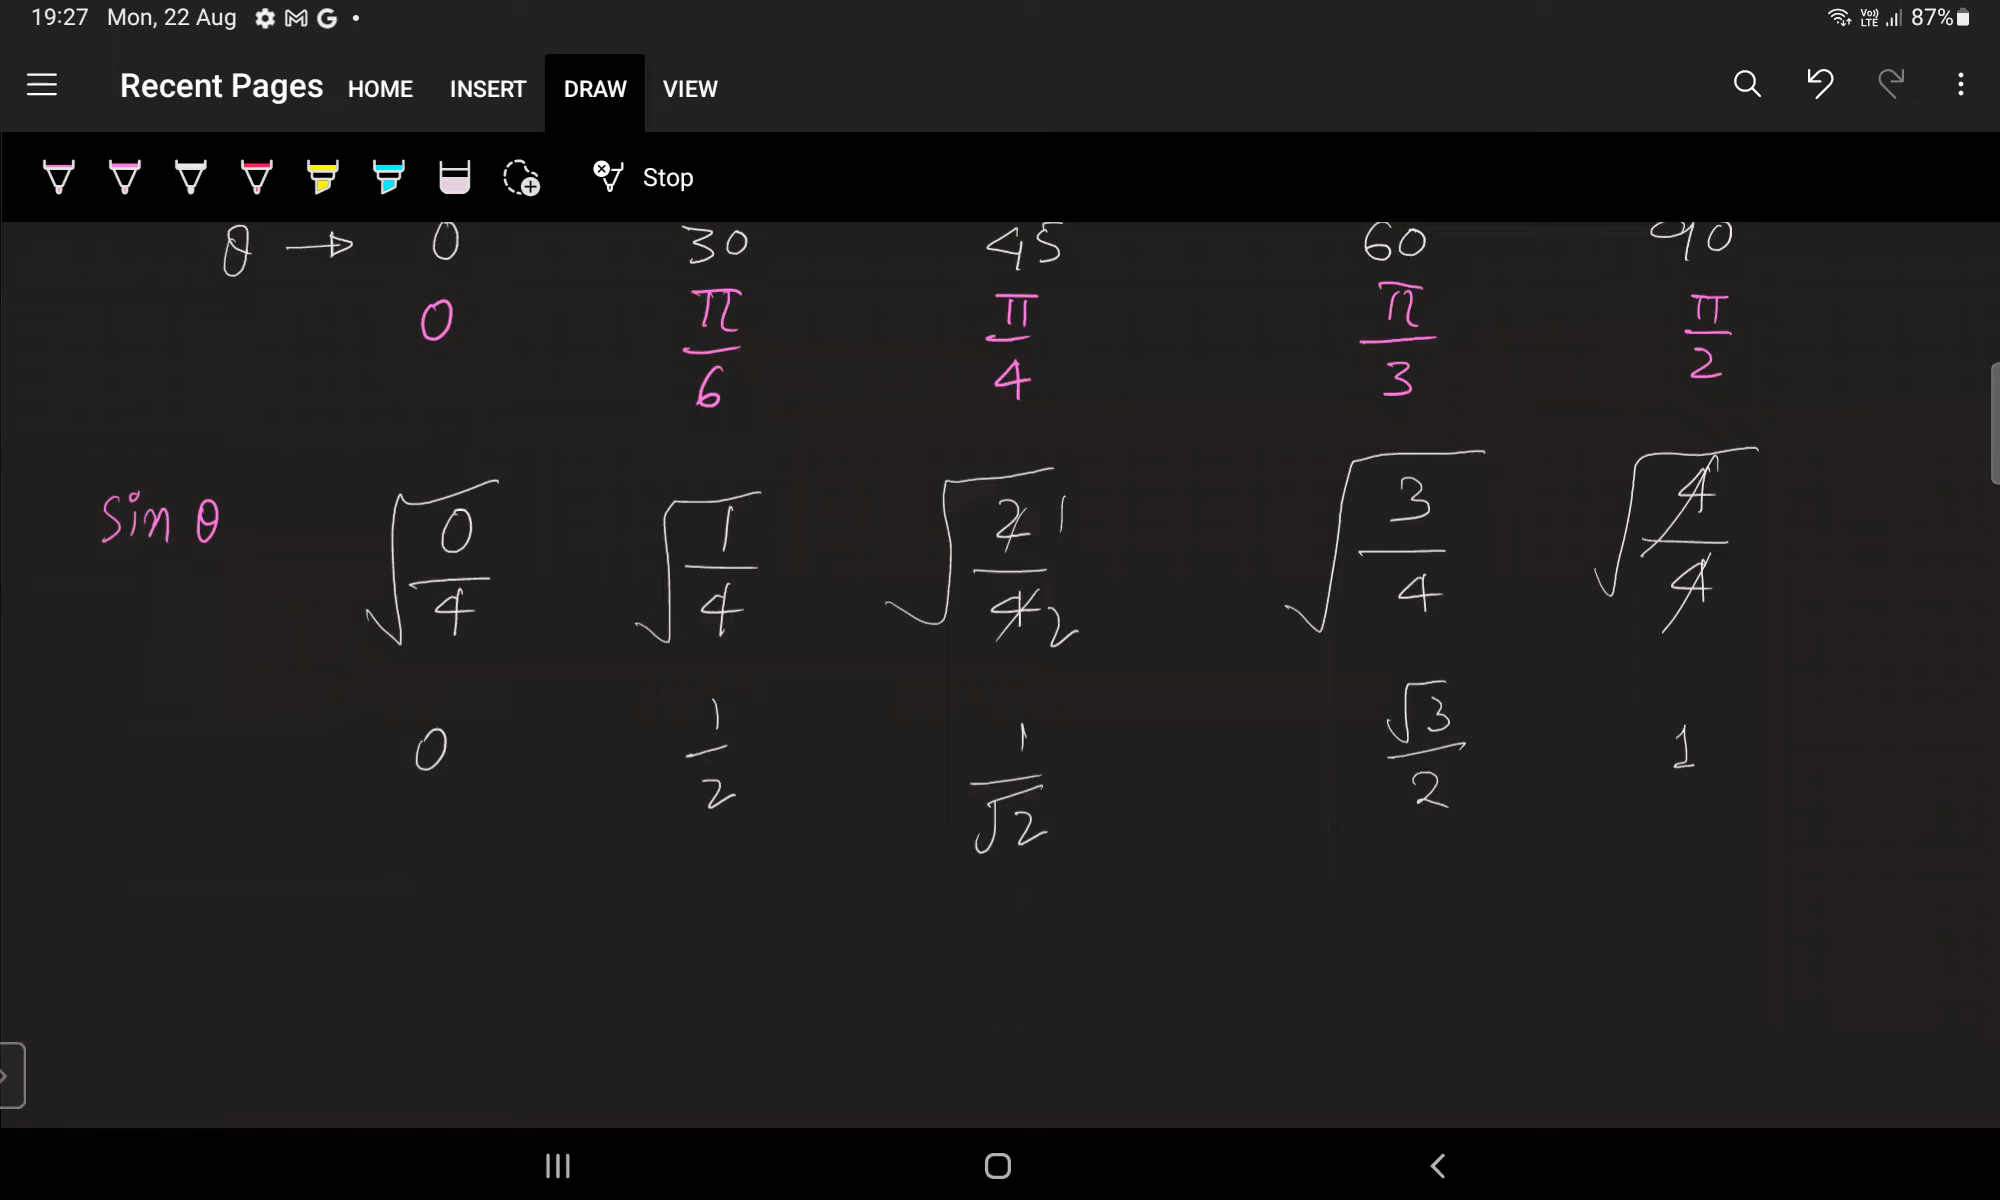 19:27 Mon, 22 Aug 87%
Recent Pages HOME INSERT DRAW VIEW
Stop
θ → 0 30 45 60 90
0 π/6 π/4 π/3 π/2
Sin θ √(0/4) √(1/4) √(2/4) 1 2 √(3/4) √(4/4)
0 1/2 1/√2 √3/2 1